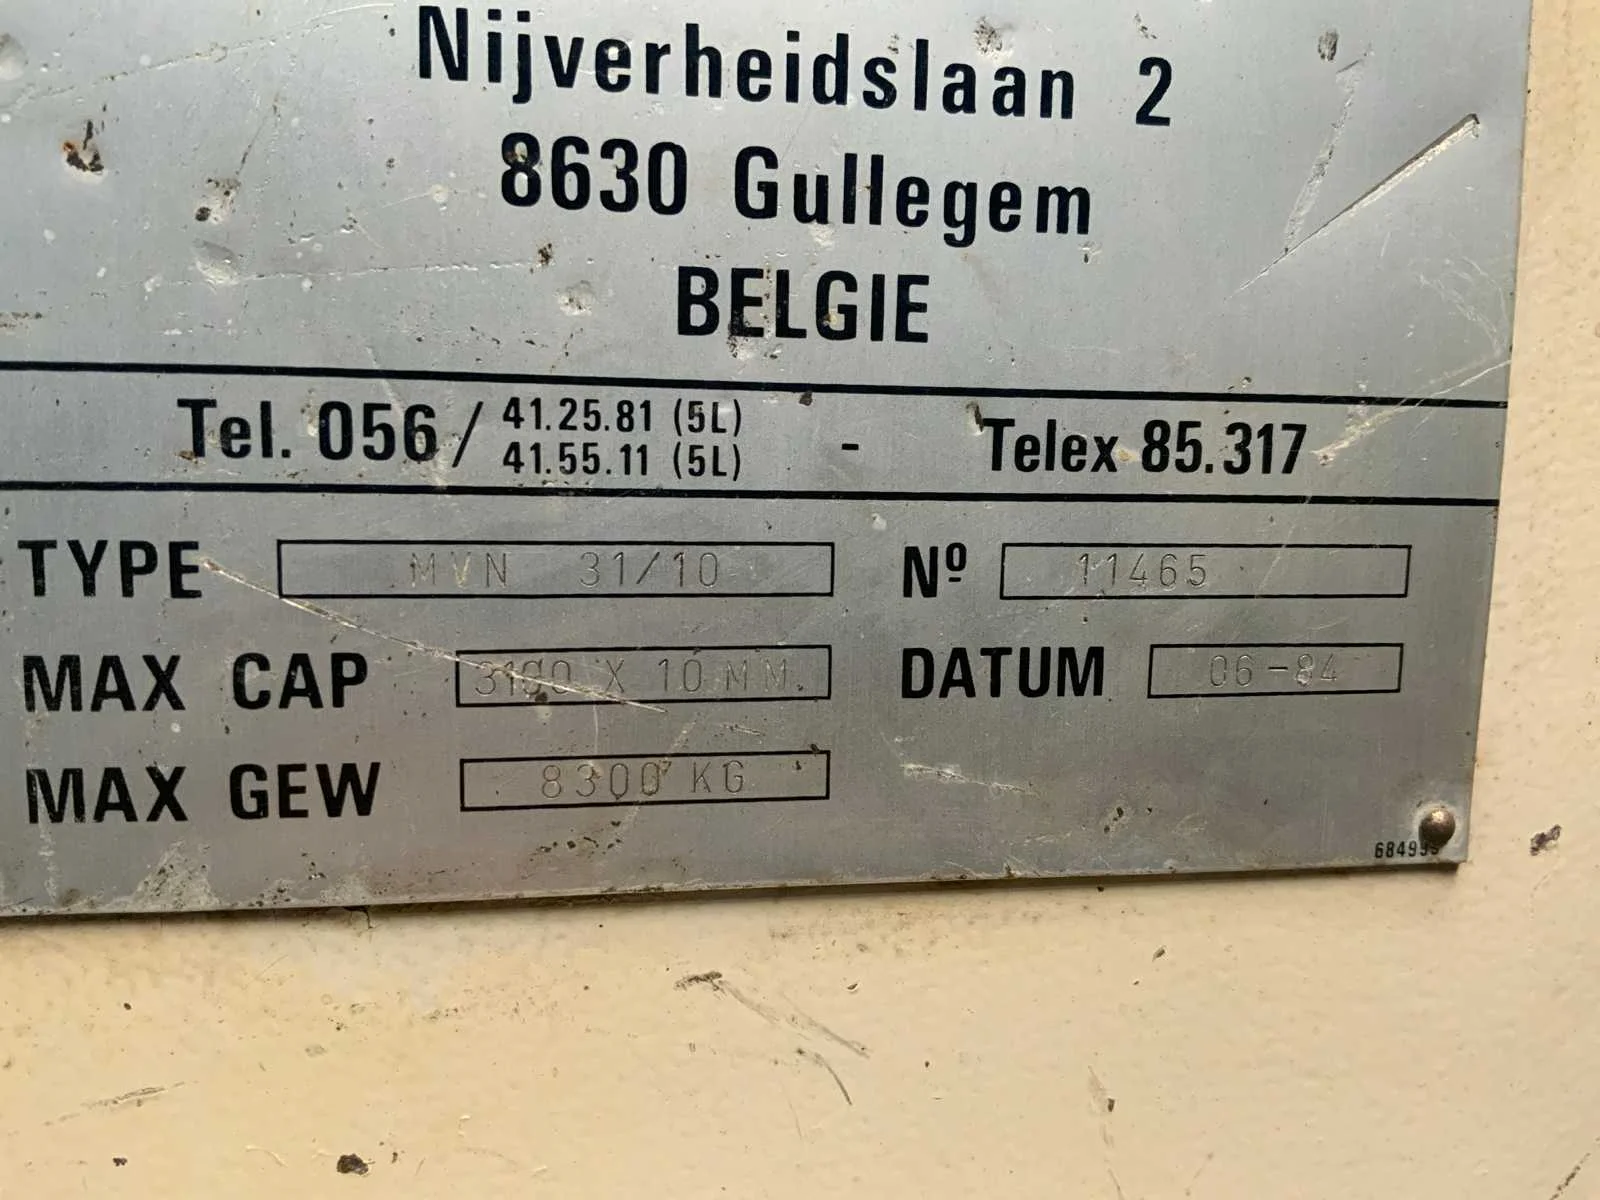 Nijverheidslaan 2
8630 Gullegem
BELGIE
Tel. 056 / 41.25.81 (5L) - Telex 85.317
41.55.11 (5L)
TYPE MVN 31/10 Nº 11465
MAX CAP 3100 X 10 MM. DATUM 06-84
MAX GEW 8300 KG